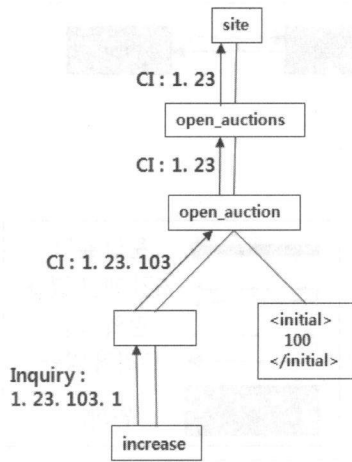 site
CI : 1. 23
open_auctions
CI : 1. 23
open_auction
CI : 1. 23. 103
<initial>
100
</initial>
Inquiry :
1. 23. 103. 1
increase